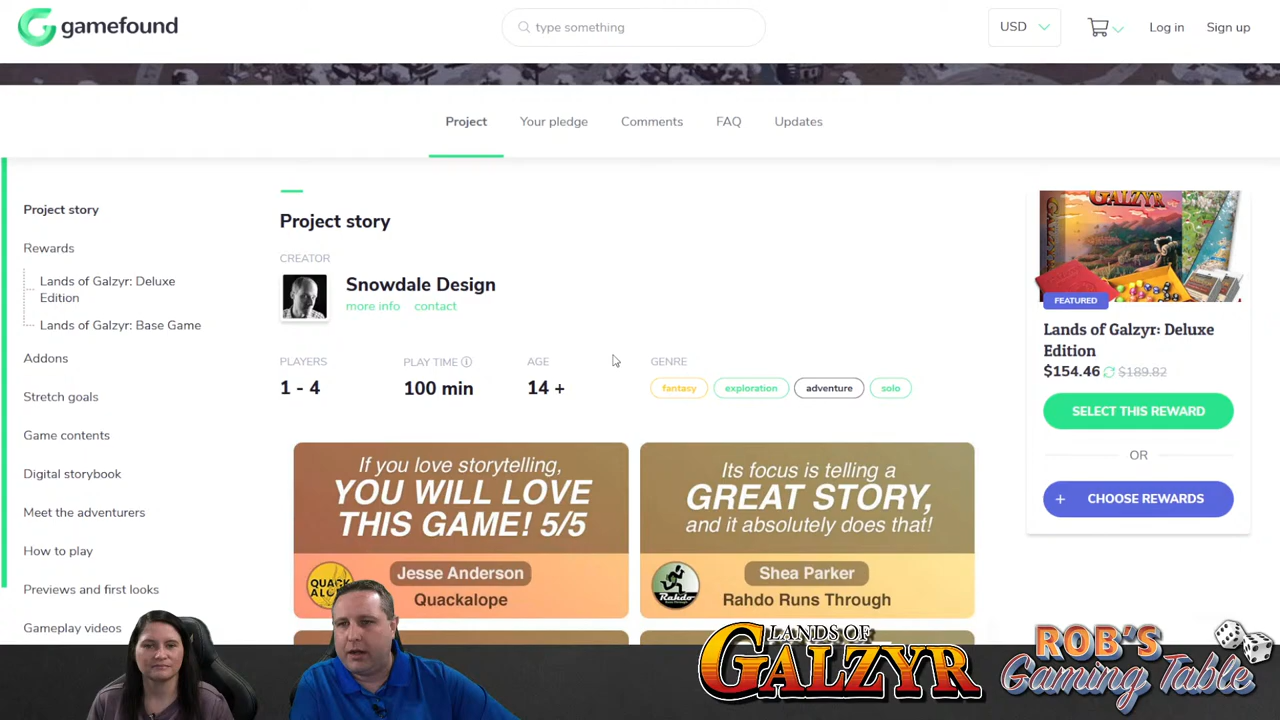 gamefound
type something
USD
Log in
Sign up
Project
Your pledge
Comments
FAQ
Updates
Project story
Rewards
Lands of Galzyr: Deluxe
Edition
Lands of Galzyr: Base Game
Addons
Stretch goals
Game contents
Digital storybook
Meet the adventurers
How to play
Previews and first looks
Gameplay videos
Project story
CREATOR
Snowdale Design
more info contact
PLAYERS
PLAY TIME
AGE
GENRE
1 - 4
100 min
14 +
fantasy
exploration
adventure
solo
If you love storytelling,
YOU WILL LOVE
THIS GAME! 5/5
Jesse Anderson
Quackalope
Its focus is telling a
GREAT STORY,
and it absolutely does that!
Rahdo
Shea Parker
Rahdo Runs Through
GALZYR
FEATURED
Lands of Galzyr: Deluxe
Edition
$154.46 $189.82
SELECT THIS REWARD
OR
+ CHOOSE REWARDS
LANDS OF
GALZYR
ROB'S
Gaming Table